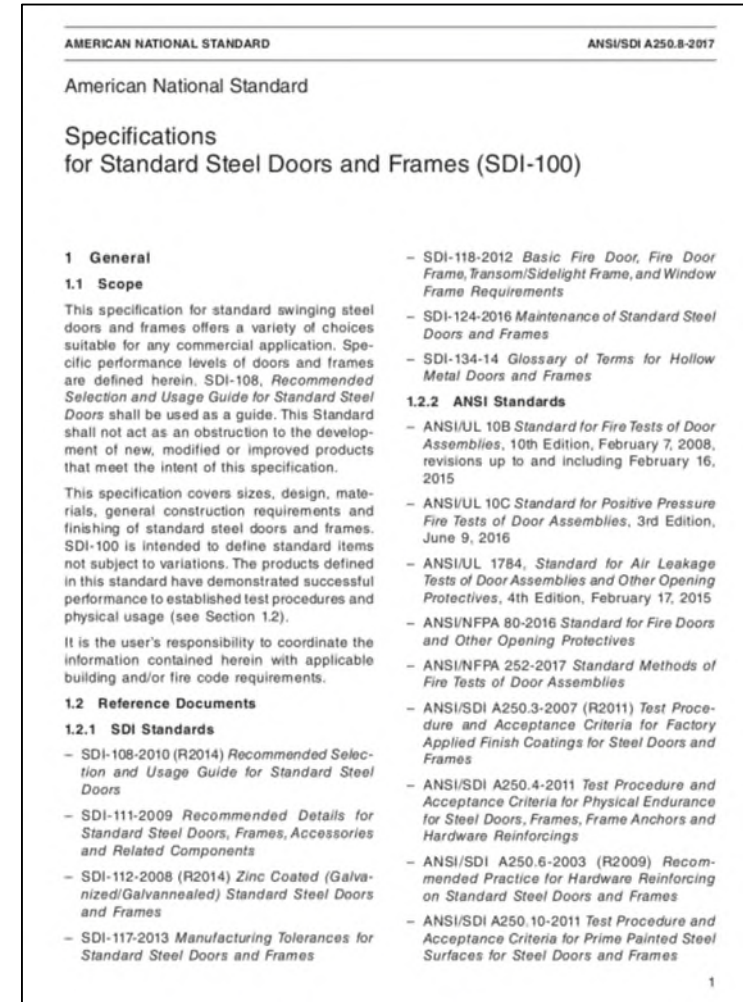 AMERICAN NATIONAL STANDARD ANSI/SDI A250.8-2017
American National Standard
Specifications
for Standard Steel Doors and Frames (SDI-100)
1 General
1.1 Scope
This specification for standard swinging steel
doors and frames offers a variety of choices
suitable for any commercial application. Spe-
cific performance levels of doors and frames
are defined herein. SDI-108, Recommended
Selection and Usage Guide for Standard Steel
Doors shall be used as a guide. This Standard
shall not act as an obstruction to the develop-
ment of new, modified or improved products
that meet the intent of this specification.
This specification covers sizes, design, mate-
rials, general construction requirements and
finishing of standard steel doors and frames.
SDI-100 is intended to define standard items
not subject to variations. The products defined
in this standard have demonstrated successful
performance to established test procedures and
physical usage (see Section 1.2).
It is the user's responsibility to coordinate the
information contained herein with applicable
building and/or fire code requirements.
1.2 Reference Documents
1.2.1 SDI Standards
– SDI-108-2010 (R2014) Recommended Selec-
tion and Usage Guide for Standard Steel
Doors
– SDI-111-2009 Recommended Details for
Standard Steel Doors, Frames, Accessories
and Related Components
– SDI-112-2008 (R2014) Zinc Coated (Galva-
nized/Galvannealed) Standard Steel Doors
and Frames
– SDI-117-2013 Manufacturing Tolerances for
Standard Steel Doors and Frames
– SDI-118-2012 Basic Fire Door, Fire Door
Frame, Transom/Sidelight Frame, and Window
Frame Requirements
– SDI-124-2016 Maintenance of Standard Steel
Doors and Frames
– SDI-134-14 Glossary of Terms for Hollow
Metal Doors and Frames
1.2.2 ANSI Standards
– ANSI/UL 10B Standard for Fire Tests of Door
Assemblies, 10th Edition, February 7, 2008,
revisions up to and including February 16,
2015
– ANSI/UL 10C Standard for Positive Pressure
Fire Tests of Door Assemblies, 3rd Edition,
June 9, 2016
– ANSI/UL 1784, Standard for Air Leakage
Tests of Door Assemblies and Other Opening
Protectives, 4th Edition, February 17, 2015
– ANSI/NFPA 80-2016 Standard for Fire Doors
and Other Opening Protectives
– ANSI/NFPA 252-2017 Standard Methods of
Fire Tests of Door Assemblies
– ANSI/SDI A250.3-2007 (R2011) Test Proce-
dure and Acceptance Criteria for Factory
Applied Finish Coatings for Steel Doors and
Frames
– ANSI/SDI A250.4-2011 Test Procedure and
Acceptance Criteria for Physical Endurance
for Steel Doors, Frames, Frame Anchors and
Hardware Reinforcings
– ANSI/SDI A250.6-2003 (R2009) Recom-
mended Practice for Hardware Reinforcing
on Standard Steel Doors and Frames
– ANSI/SDI A250.10-2011 Test Procedure and
Acceptance Criteria for Prime Painted Steel
Surfaces for Steel Doors and Frames
1